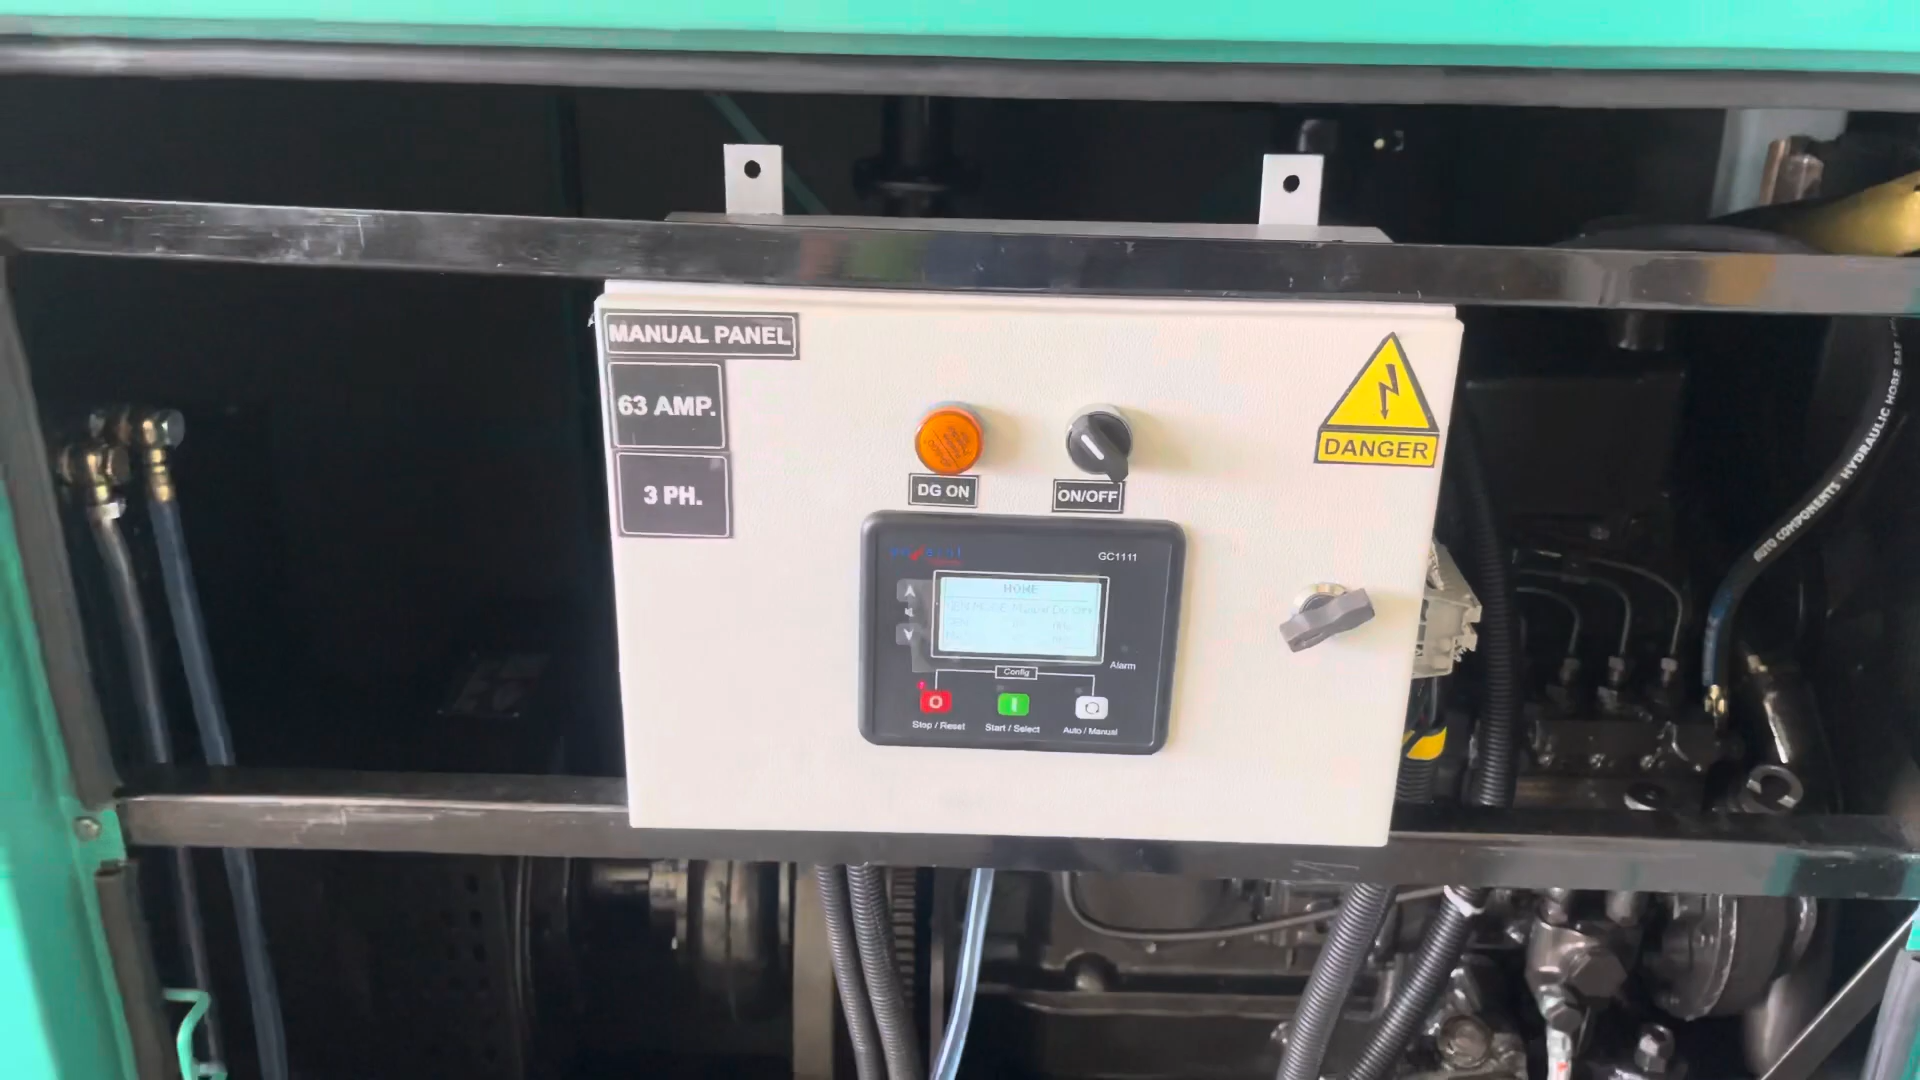 MANUAL PANEL
63 AMP.
3 PH.
DG ON
ON/OFF
DANGER
GC1111
HOME
Alarm
Config
Stop / Reset
Start / Select
Auto / Manual
AUTO COMPONENTS HYDRAULIC HOSE SAE